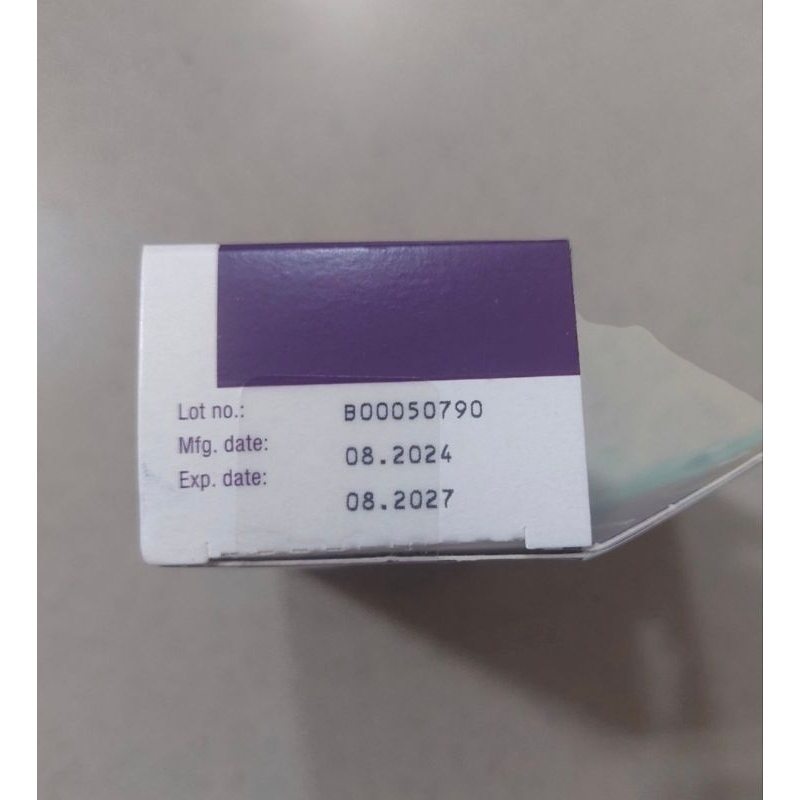 Lot no.: B00050790
Mfg. date: 08.2024
Exp. date: 08.2027